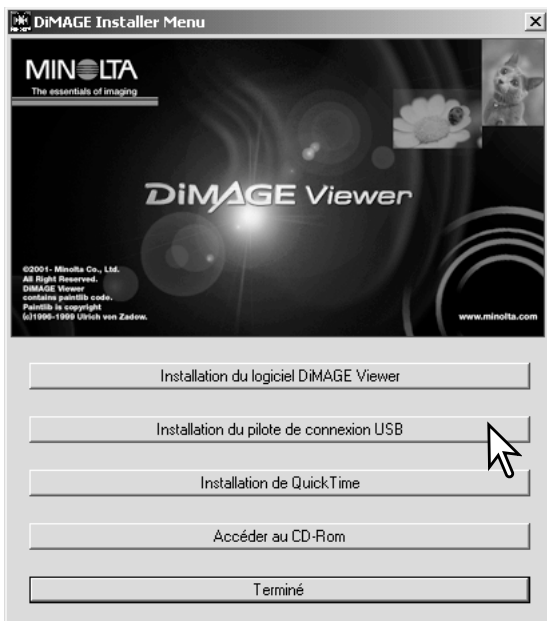 DiMAGE Installer Menu
MINOLTA
The essentials of imaging
DiMAGE Viewer
©2001- Minolta Co., Ltd.
All Right Reserved.
DiMAGE Viewer
contains paintlib code.
Paintlib is copyright
(c)1996-1999 Ulrich von Zadow.
www.minolta.com
Installation du logiciel DiMAGE Viewer
Installation du pilote de connexion USB
Installation de QuickTime
Accéder au CD-Rom
Terminé